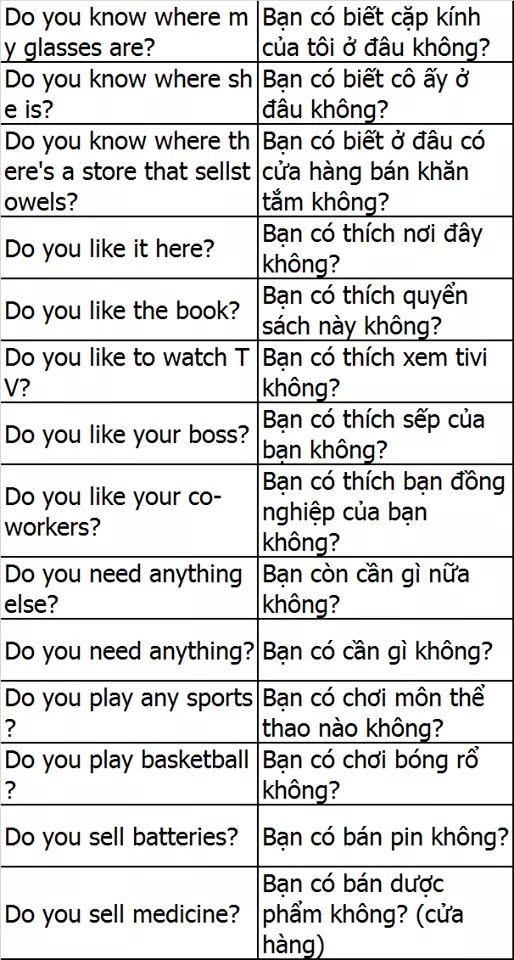 Do you know where m
y glasses are?
Bạn có biết cặp kính
của tôi ở đâu không?
Do you know where sh
e is?
Bạn có biết cô ấy ở
đâu không?
Do you know where th
ere's a store that sellst
owels?
Bạn có biết ở đâu có
cửa hàng bán khăn
tắm không?
Do you like it here?
Bạn có thích nơi đây
không?
Do you like the book?
Bạn có thích quyển
sách này không?
Do you like to watch T
V?
Bạn có thích xem tivi
không?
Do you like your boss?
Bạn có thích sếp của
bạn không?
Do you like your co-
workers?
Bạn có thích bạn đồng
nghiệp của bạn
không?
Do you need anything
else?
Bạn còn cần gì nữa
không?
Do you need anything?
Bạn có cần gì không?
Do you play any sports
?
Bạn có chơi môn thể
thao nào không?
Do you play basketball
?
Bạn có chơi bóng rổ
không?
Do you sell batteries?
Bạn có bán pin không?
Do you sell medicine?
Bạn có bán dược
phẩm không? (cửa
hàng)